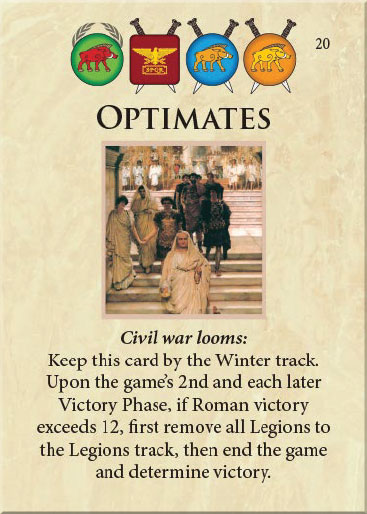 20
SPQR
OPTIMATES
Civil war looms:
Keep this card by the Winter track.
Upon the game's 2nd and each later
Victory Phase, if Roman victory
exceeds 12, first remove all Legions to
the Legions track, then end the game
and determine victory.